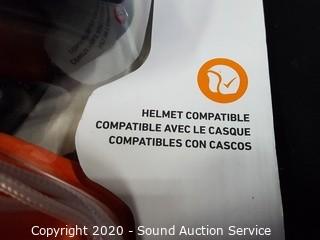 HELMET COMPATIBLE
COMPATIBLE AVEC LE CASQUE
COMPATIBLES CON CASCOS
Copyright 2020 - Sound Auction Service